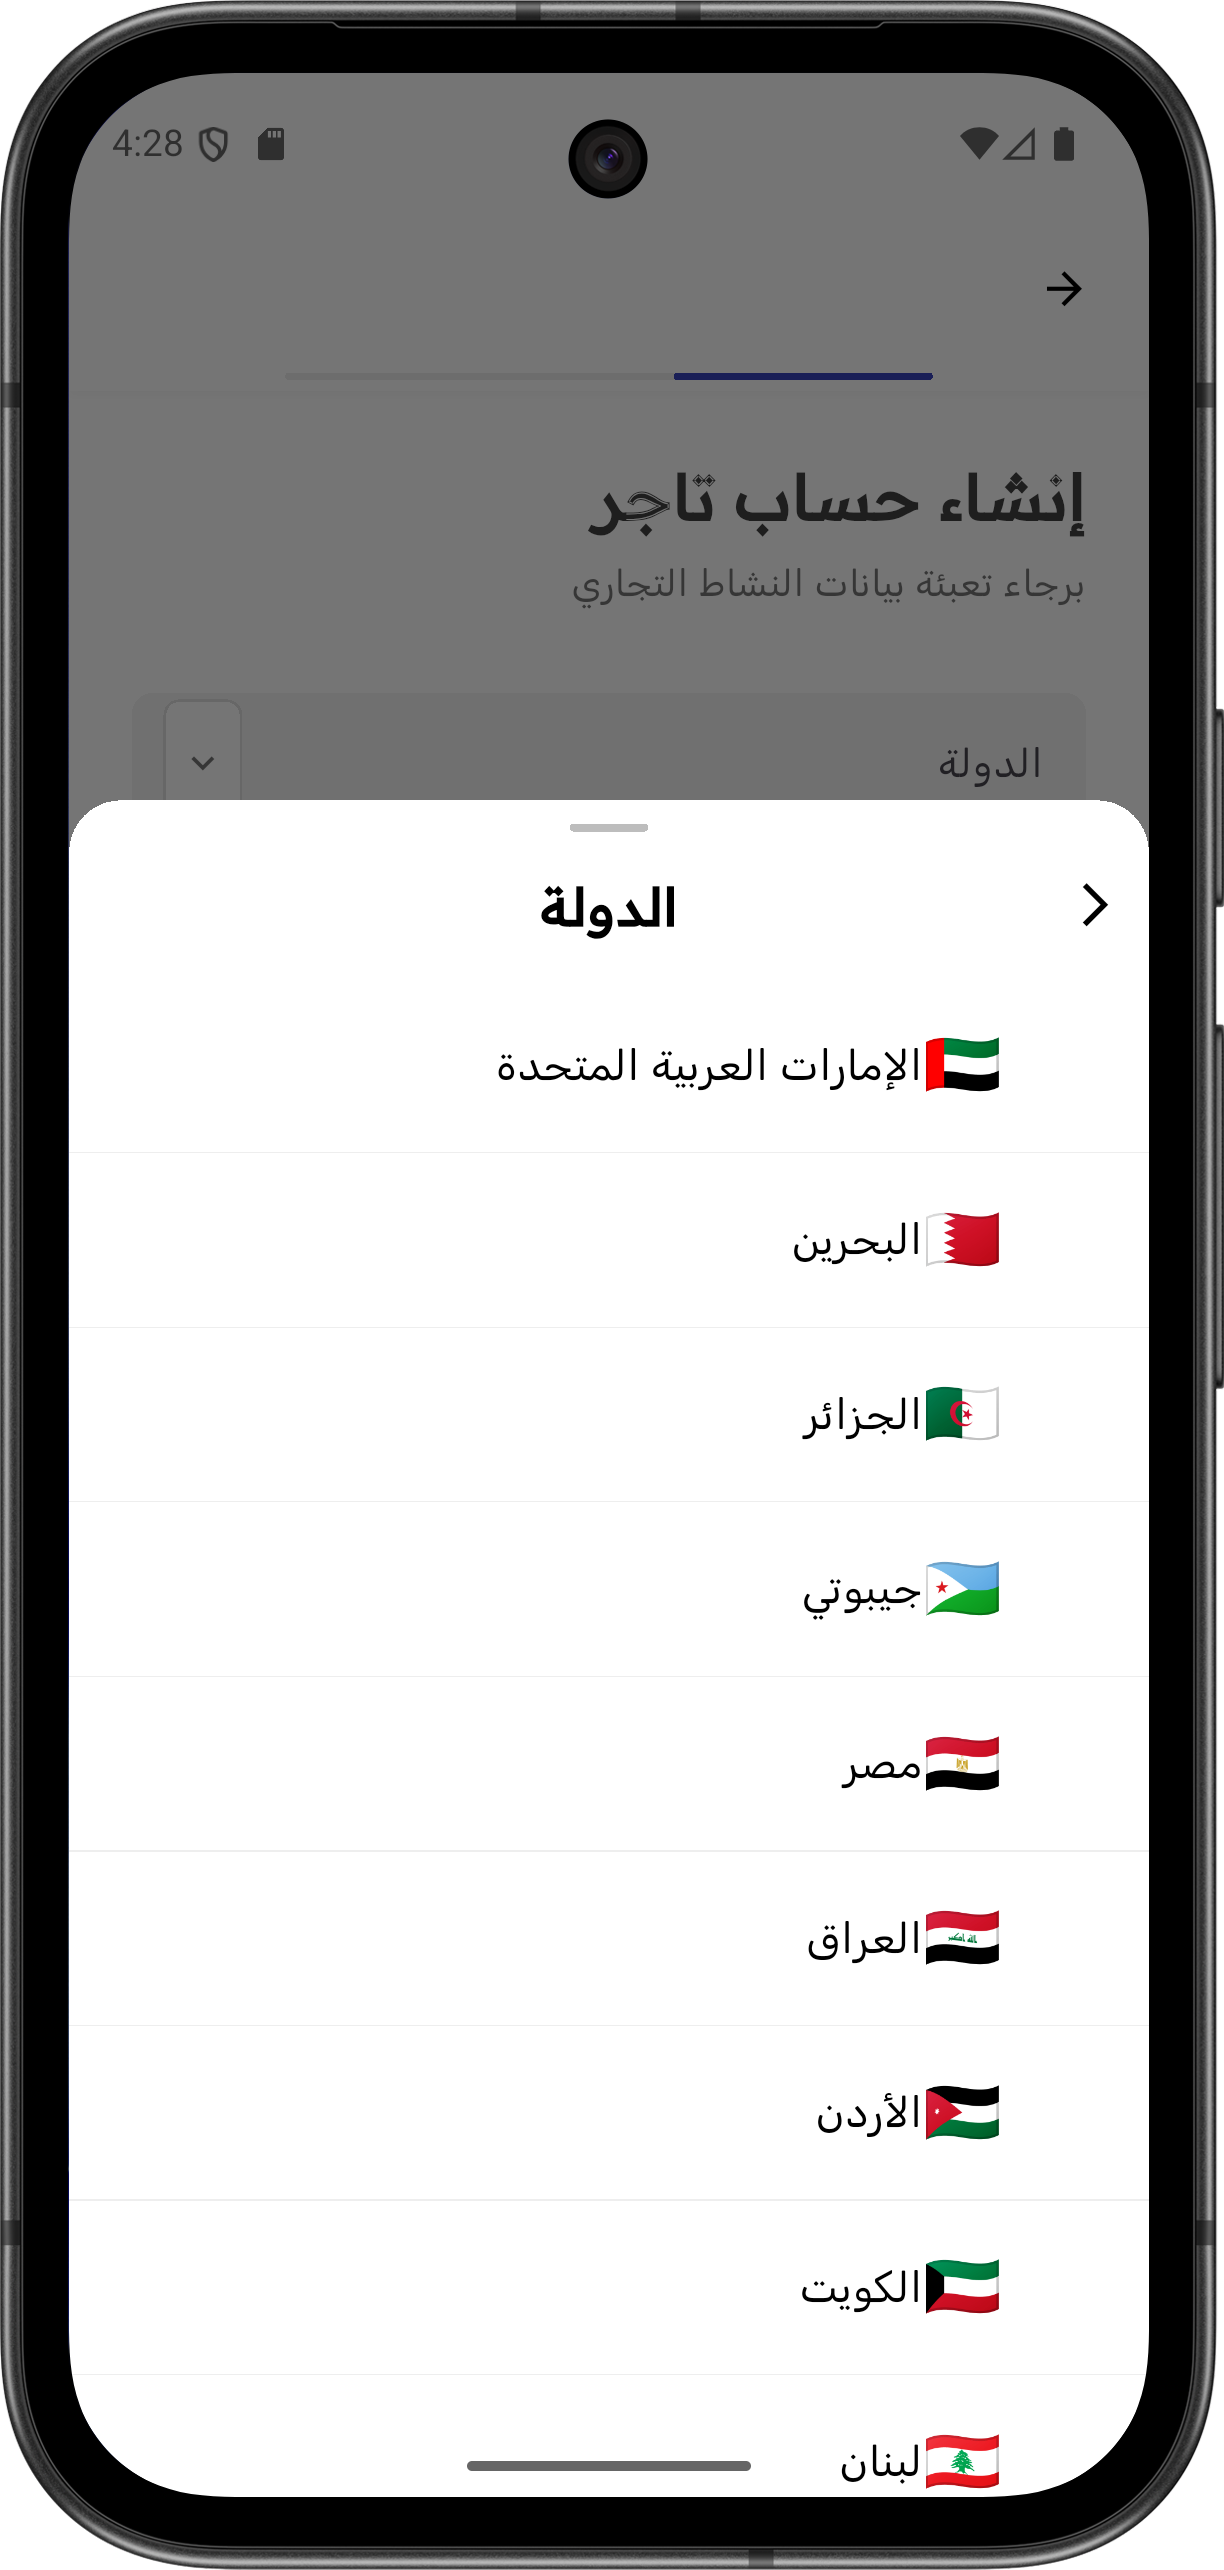 4:28
إنشاء حساب تاجر
برجاء تعبئة بيانات النشاط التجاري
الدولة
الدولة
الإمارات العربية المتحدة
البحرين
الجزائر
جيبوتي
مصر
العراق
الأردن
الكويت
لبنان